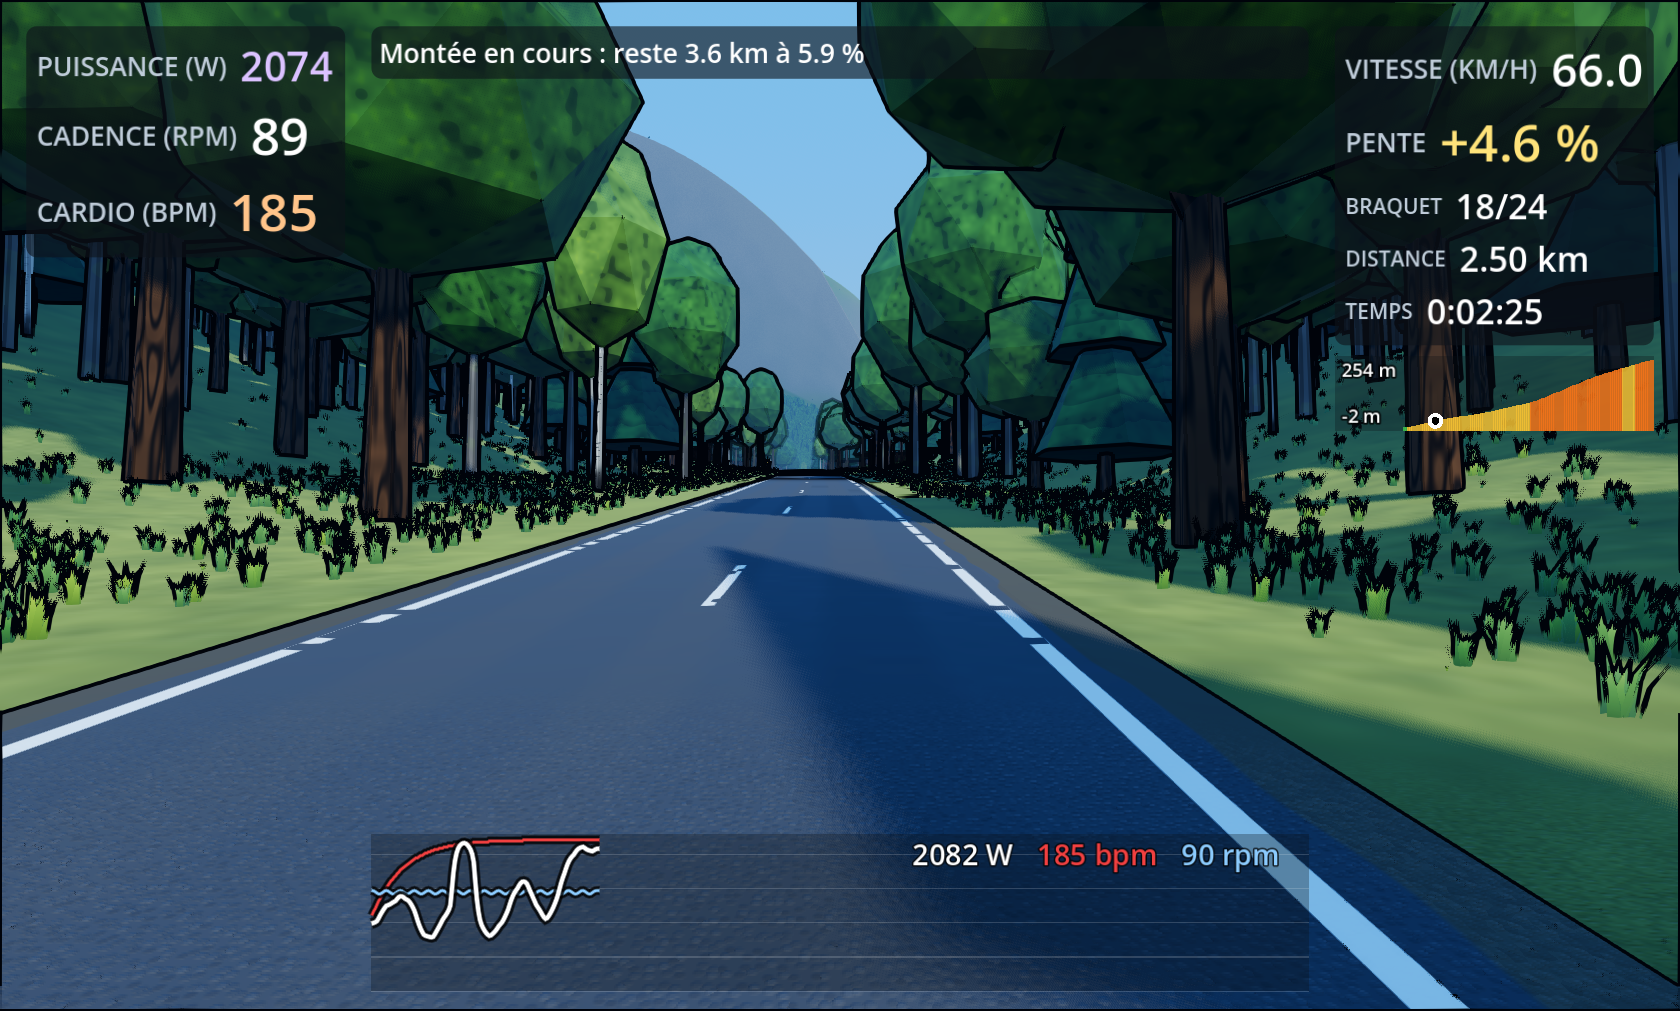 PUISSANCE (W) 2074
CADENCE (RPM) 89
CARDIO (BPM) 185
Montée en cours : reste 3.6 km à 5.9 %
VITESSE (KM/H) 66.0
PENTE +4.6 %
BRAQUET 18/24
DISTANCE 2.50 km
TEMPS 0:02:25
254 m
-2 m
2082 W 185 bpm 90 rpm